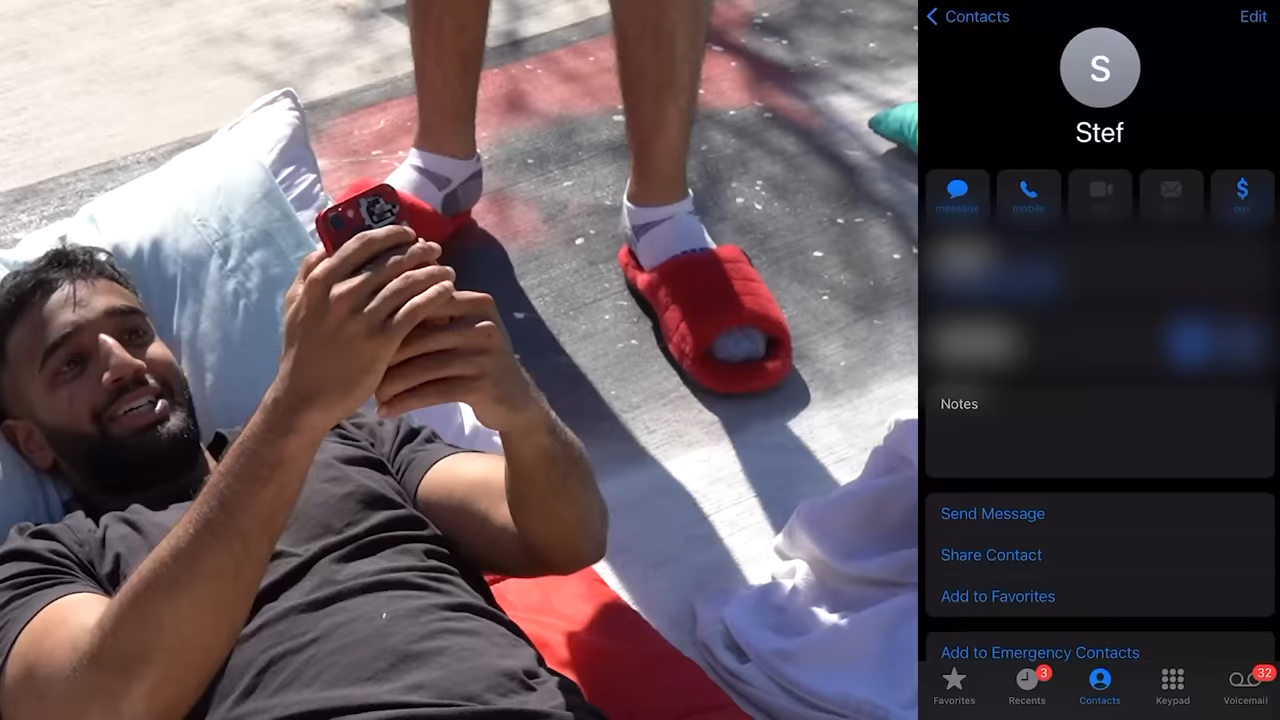 Contacts
Edit
S
Stef
message
mobile
pay
Notes
Send Message
Share Contact
Add to Favorites
Add to Emergency Contacts
3
32
Favorites
Recents
Contacts
Keypad
Voicemail